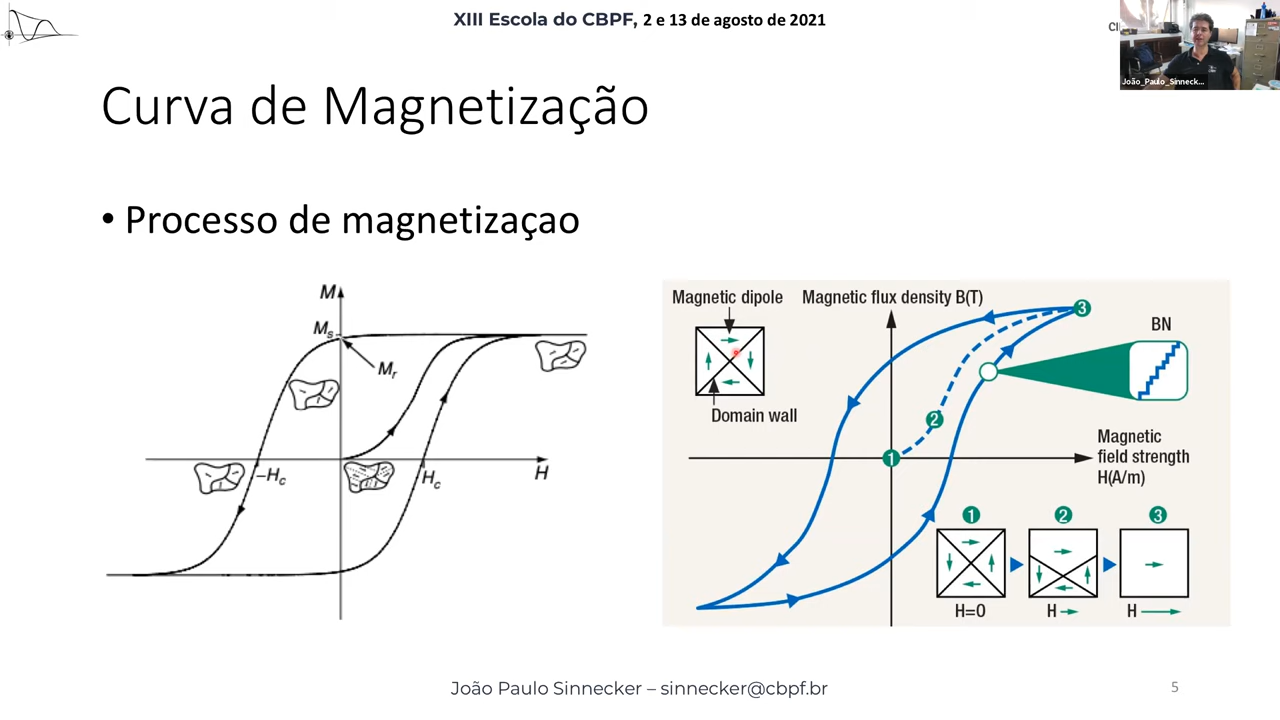 XIII Escola do CBPF, 2 e 13 de agosto de 2021
João_Paulo_Sinneck...
Curva de Magnetização
• Processo de magnetizaçao
M
Ms
Mr
–Hc
Hc
H
Magnetic dipole
Magnetic flux density B(T)
3
BN
Domain wall
2
1
Magnetic
field strength
H(A/m)
1 2 3
H=0 H H
João Paulo Sinnecker – sinnecker@cbpf.br
5